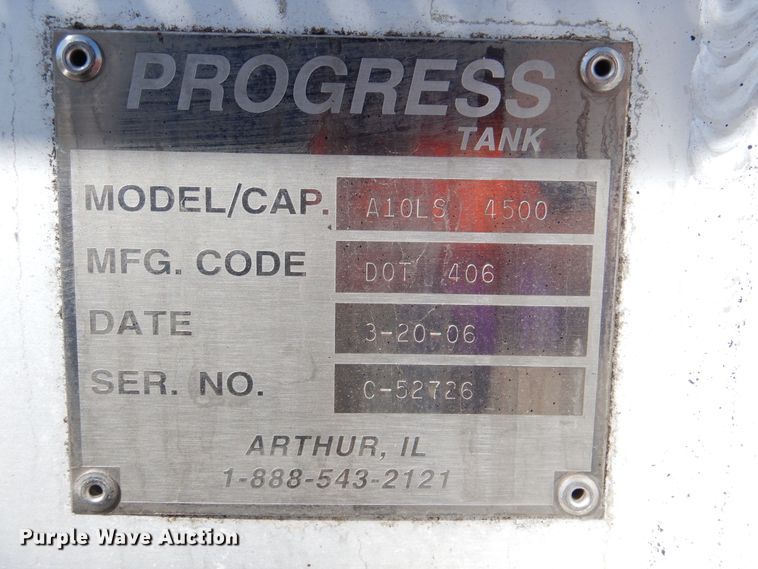 PROGRESS
TANK
MODEL/CAP. A10LS 4500
MFG. CODE DOT 406
DATE 3-20-06
SER. NO. C-52726
ARTHUR, IL
1-888-543-2121
Purple Wave Auction